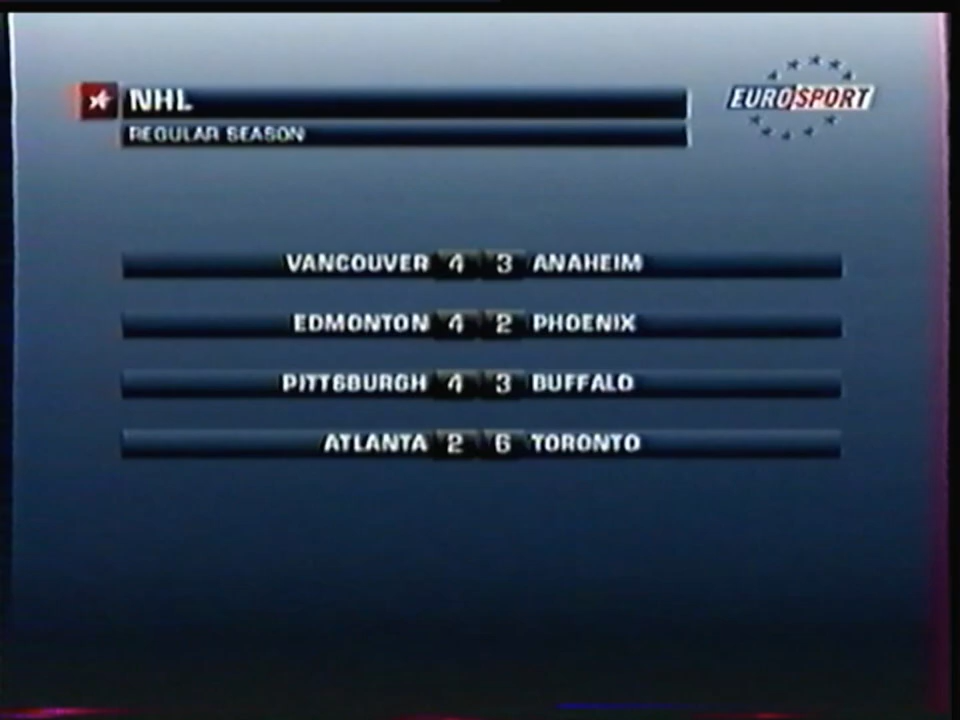 NHL
EUROSPORT
REGULAR SEASON
VANCOUVER 4 3 ANAHEIM
EDMONTON 4 2 PHOENIX
PITTSBURGH 4 3 BUFFALO
ATLANTA 2 6 TORONTO